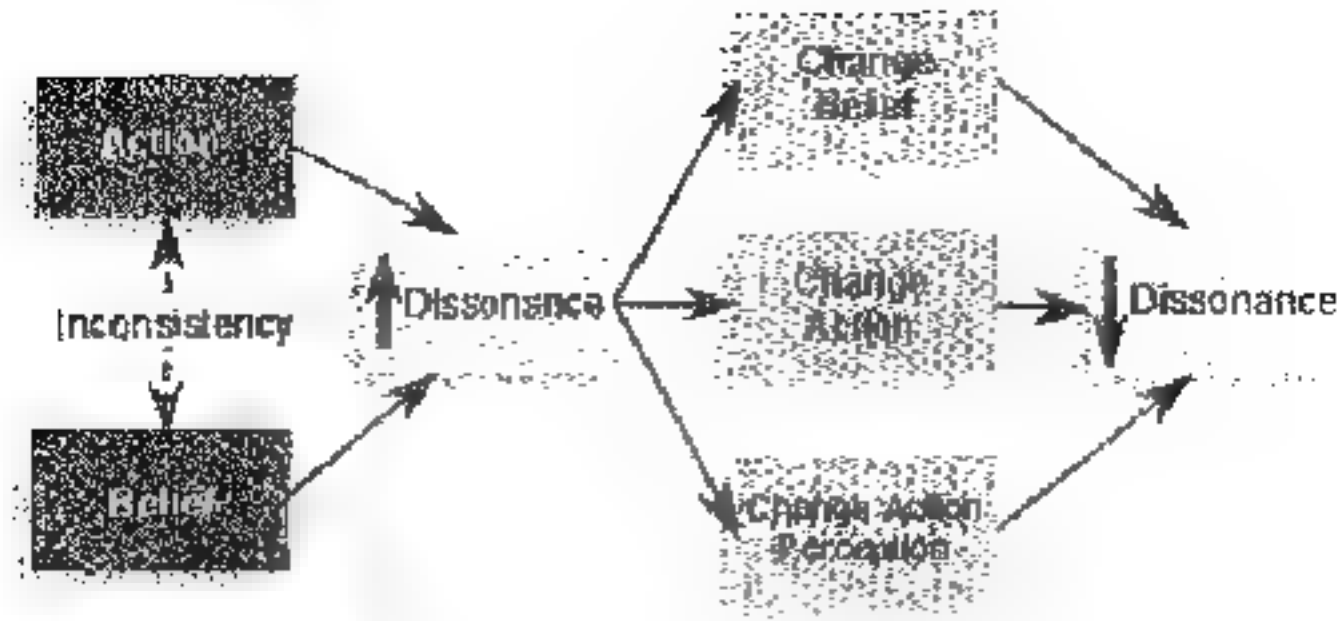 Action
Inconsistency
Belief
Dissonance
Change
Belief
Change
Action
Change Action
Perception
Dissonance